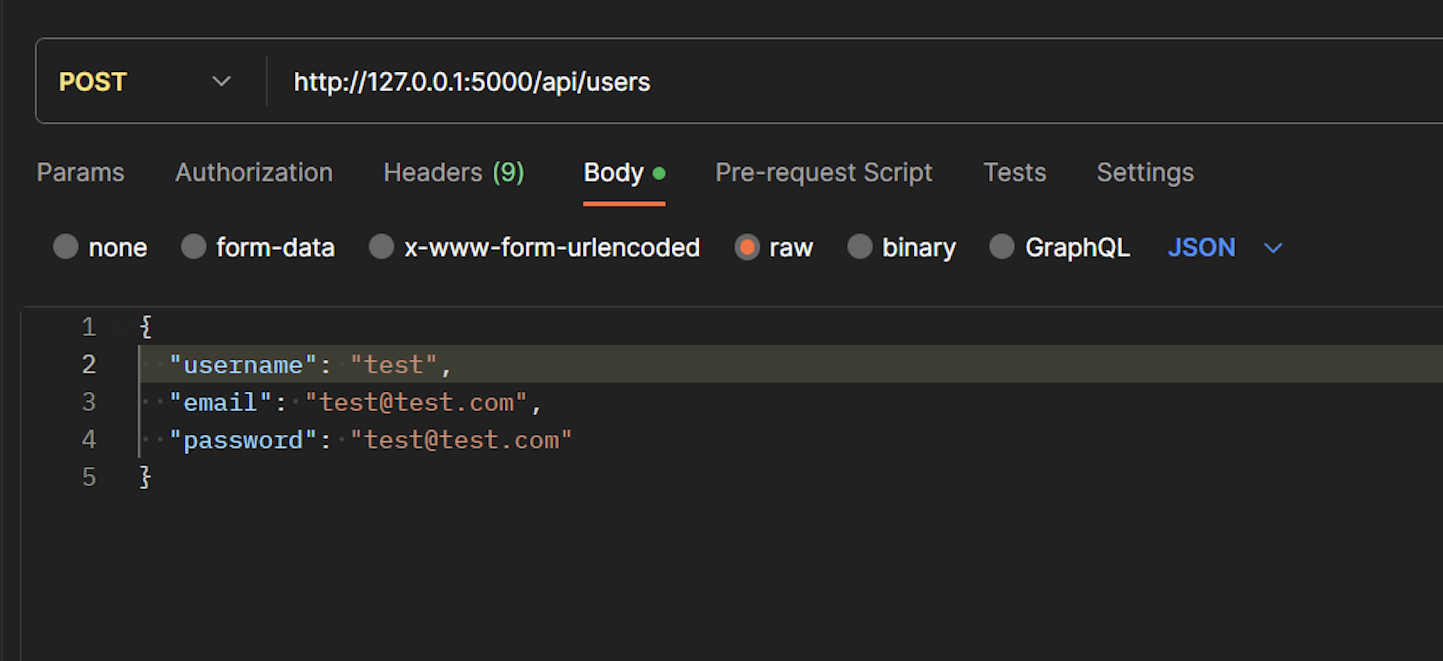 POST http://127.0.0.1:5000/api/users
Params Authorization Headers (9) Body Pre-request Script Tests Settings
none form-data x-www-form-urlencoded raw binary GraphQL JSON
1 {
2 "username": "test",
3 "email": "test@test.com",
4 "password": "test@test.com"
5 }